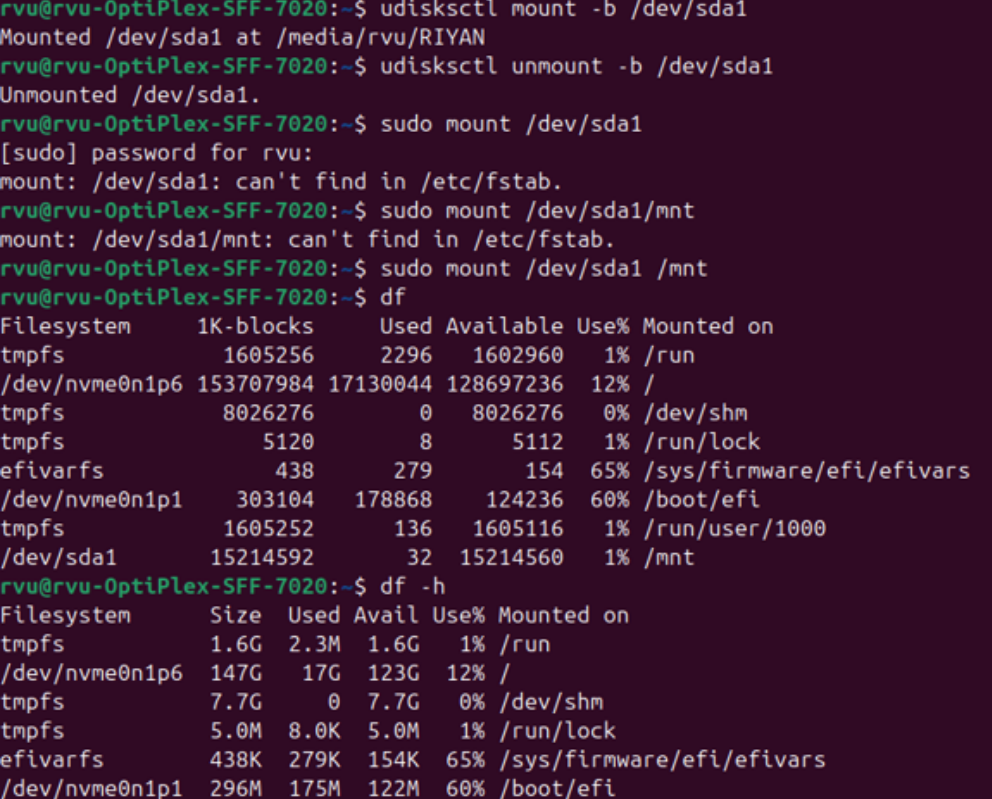 rvu@rvu-OptiPlex-SFF-7020:~$ udisksctl mount -b /dev/sda1
Mounted /dev/sda1 at /media/rvu/RIYAN
rvu@rvu-OptiPlex-SFF-7020:~$ udisksctl unmount -b /dev/sda1
Unmounted /dev/sda1.
rvu@rvu-OptiPlex-SFF-7020:~$ sudo mount /dev/sda1
[sudo] password for rvu:
mount: /dev/sda1: can't find in /etc/fstab.
rvu@rvu-OptiPlex-SFF-7020:~$ sudo mount /dev/sda1/mnt
mount: /dev/sda1/mnt: can't find in /etc/fstab.
rvu@rvu-OptiPlex-SFF-7020:~$ sudo mount /dev/sda1 /mnt
rvu@rvu-OptiPlex-SFF-7020:~$ df
Filesystem     1K-blocks     Used Available Use% Mounted on
tmpfs            1605256     2296   1602960   1% /run
/dev/nvme0n1p6 153707984 17130044 128697236  12% /
tmpfs            8026276        0   8026276   0% /dev/shm
tmpfs               5120        8      5112   1% /run/lock
efivarfs             438      279       154  65% /sys/firmware/efi/efivars
/dev/nvme0n1p1    303104   178868    124236  60% /boot/efi
tmpfs            1605252      136   1605116   1% /run/user/1000
/dev/sda1       15214592       32  15214560   1% /mnt
rvu@rvu-OptiPlex-SFF-7020:~$ df -h
Filesystem      Size  Used Avail Use% Mounted on
tmpfs           1.6G  2.3M  1.6G   1% /run
/dev/nvme0n1p6  147G   17G  123G  12% /
tmpfs           7.7G     0  7.7G   0% /dev/shm
tmpfs           5.0M  8.0K  5.0M   1% /run/lock
efivarfs        438K  279K  154K  65% /sys/firmware/efi/efivars
/dev/nvme0n1p1  296M  175M  122M  60% /boot/efi